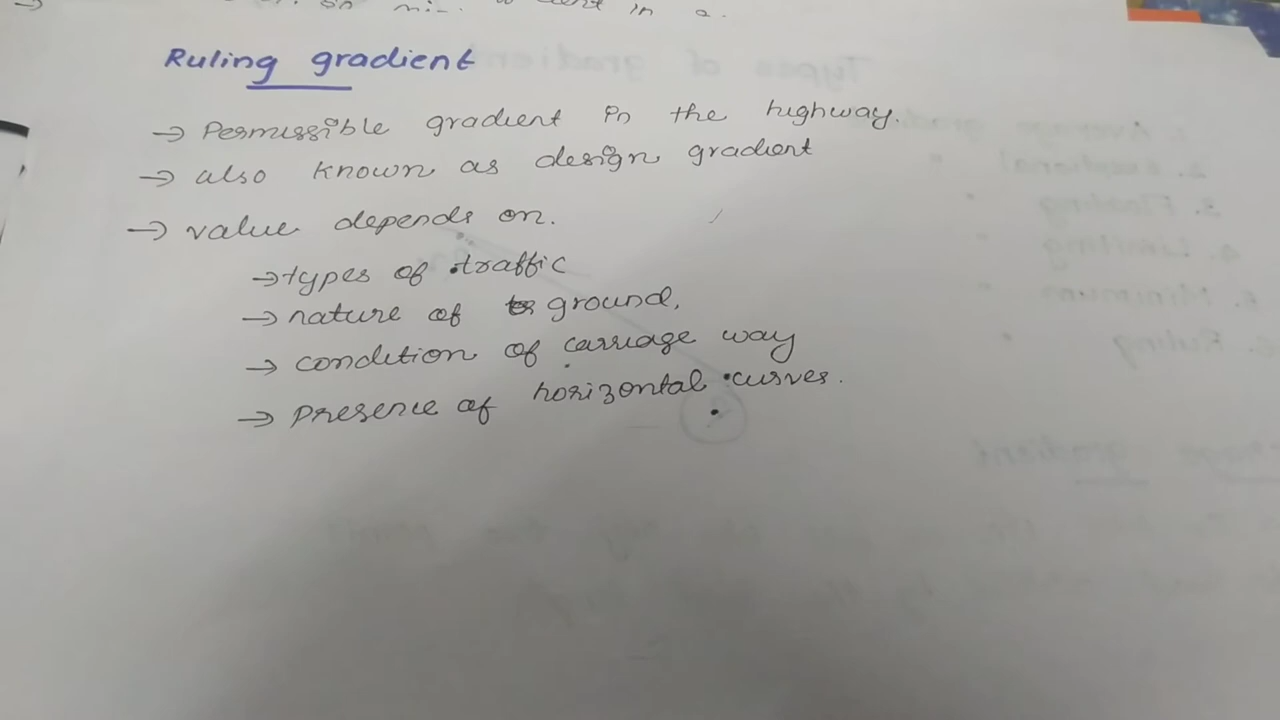 Ruling gradient
→ Permissible gradient in the highway.
→ also known as design gradient
→ value depends on.
→ types of traffic
→ nature of ground,
→ condition of carriage way
→ presence of horizontal curves.